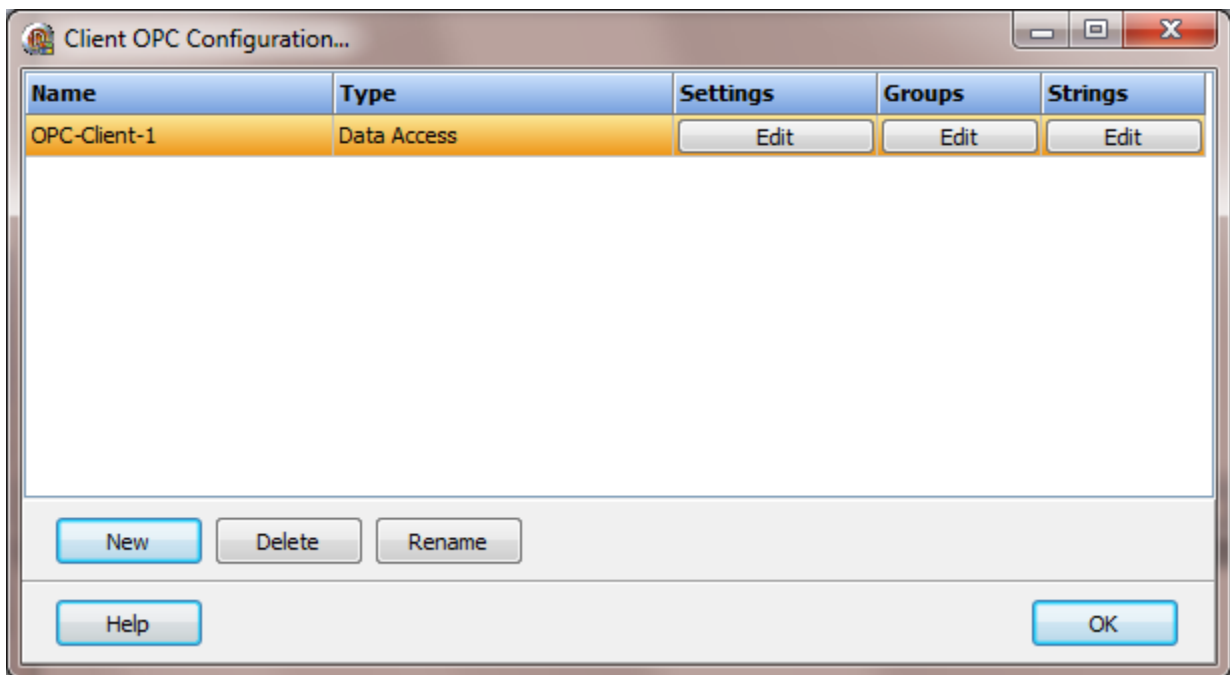 Client OPC Configuration...
Name Type Settings Groups Strings
OPC-Client-1 Data Access Edit Edit Edit
New Delete Rename
Help OK